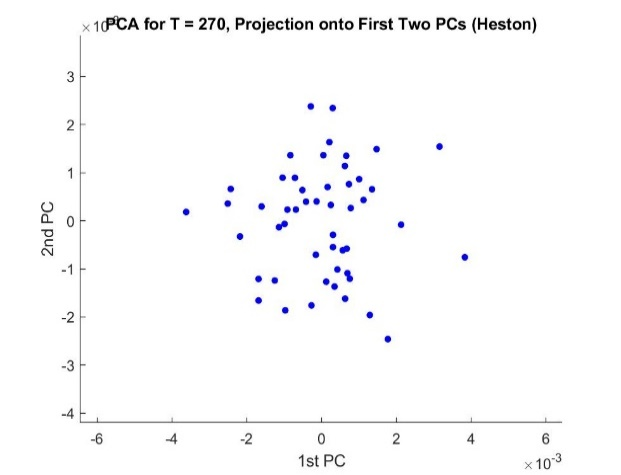 PCA for T = 270, Projection onto First Two PCs (Heston)
×10
3
2
1
0
-1
-2
-3
-4
2nd PC
-6 -4 -2 0 2 4 6
1st PC
×10-3